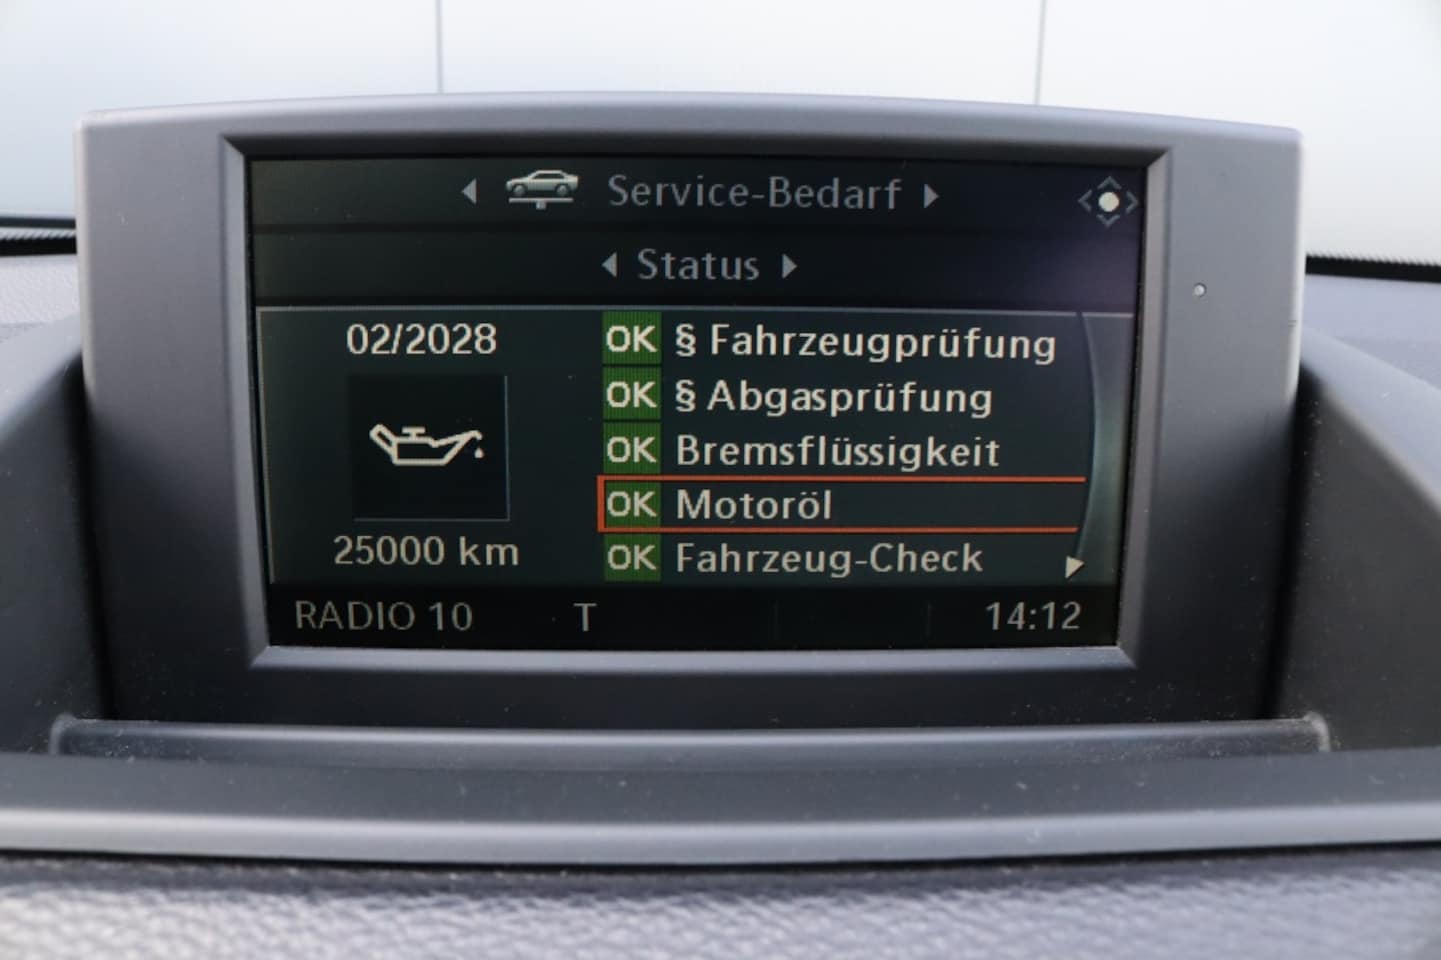 Service-Bedarf
Status
02/2028
25000 km
OK § Fahrzeugprüfung
OK § Abgasprüfung
OK Bremsflüssigkeit
OK Motoröl
OK Fahrzeug-Check
RADIO 10 T 14:12